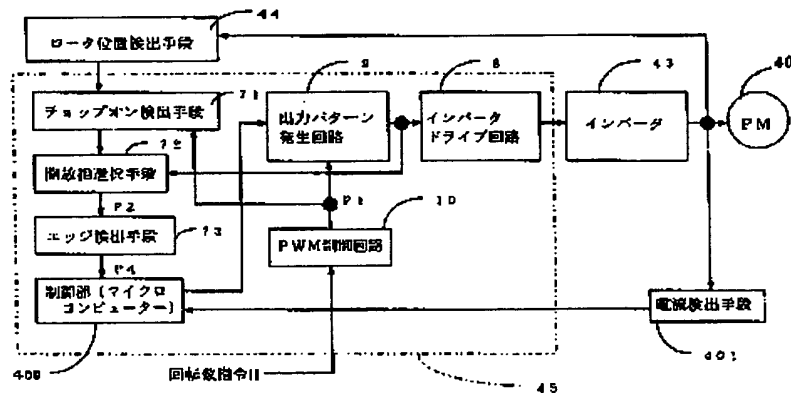 44
ロータ位置検出手段
9
8
43
40
71
チョップオン検出手段
出力パターン
発生回路
インバータ
ドライブ回路
インバータ
PM
72
開放相選択手段
P2
P1
10
エッジ検出手段
73
PWM制御回路
P4
制御部(マイクロ
コンピューター)
電流検出手段
401
400
回転数指令H
45